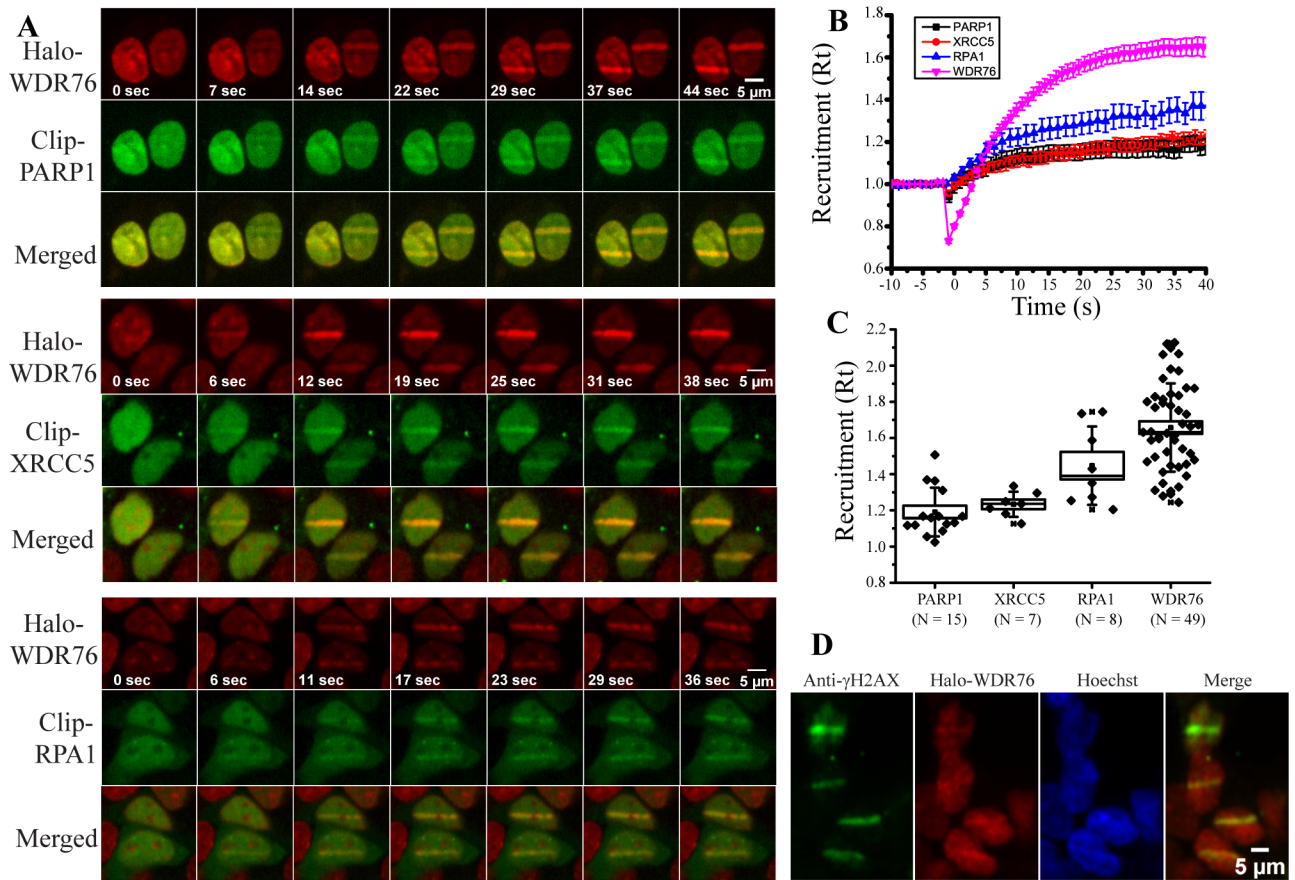 A
Halo-
WDR76
0 sec
7 sec
14 sec
22 sec
29 sec
37 sec
44 sec
5 µm
Clip-
PARP1
Merged
Halo-
WDR76
0 sec
6 sec
12 sec
19 sec
25 sec
31 sec
38 sec
5 µm
Clip-
XRCC5
Merged
Halo-
WDR76
0 sec
6 sec
11 sec
17 sec
23 sec
29 sec
36 sec
5 µm
Clip-
RPA1
Merged
B
PARP1
XRCC5
RPA1
WDR76
Recruitment (Rt)
1.8
1.6
1.4
1.2
1.0
0.8
0.6
-10 -5 0 5 10 15 20 25 30 35 40
Time (s)
C
Recruitment (Rt)
2.2
2.0
1.8
1.6
1.4
1.2
1.0
0.8
PARP1 XRCC5 RPA1 WDR76
(N = 15) (N = 7) (N = 8) (N = 49)
D
Anti-γH2AX Halo-WDR76 Hoechst Merge
5 µm